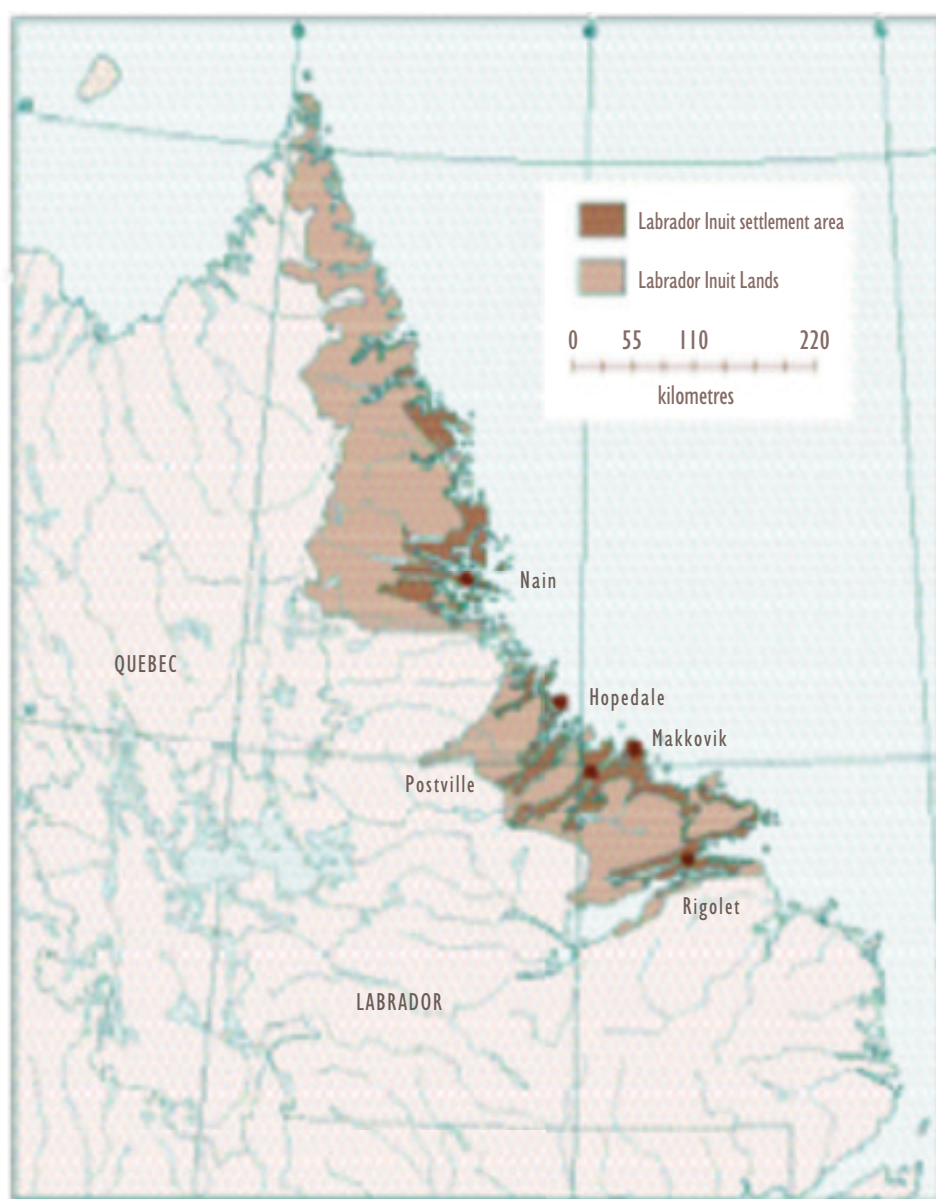 Labrador Inuit settlement area
Labrador Inuit Lands
0 55 110 220
kilometres
Nain
QUEBEC
Hopedale
Makkovik
Postville
Rigolet
LABRADOR